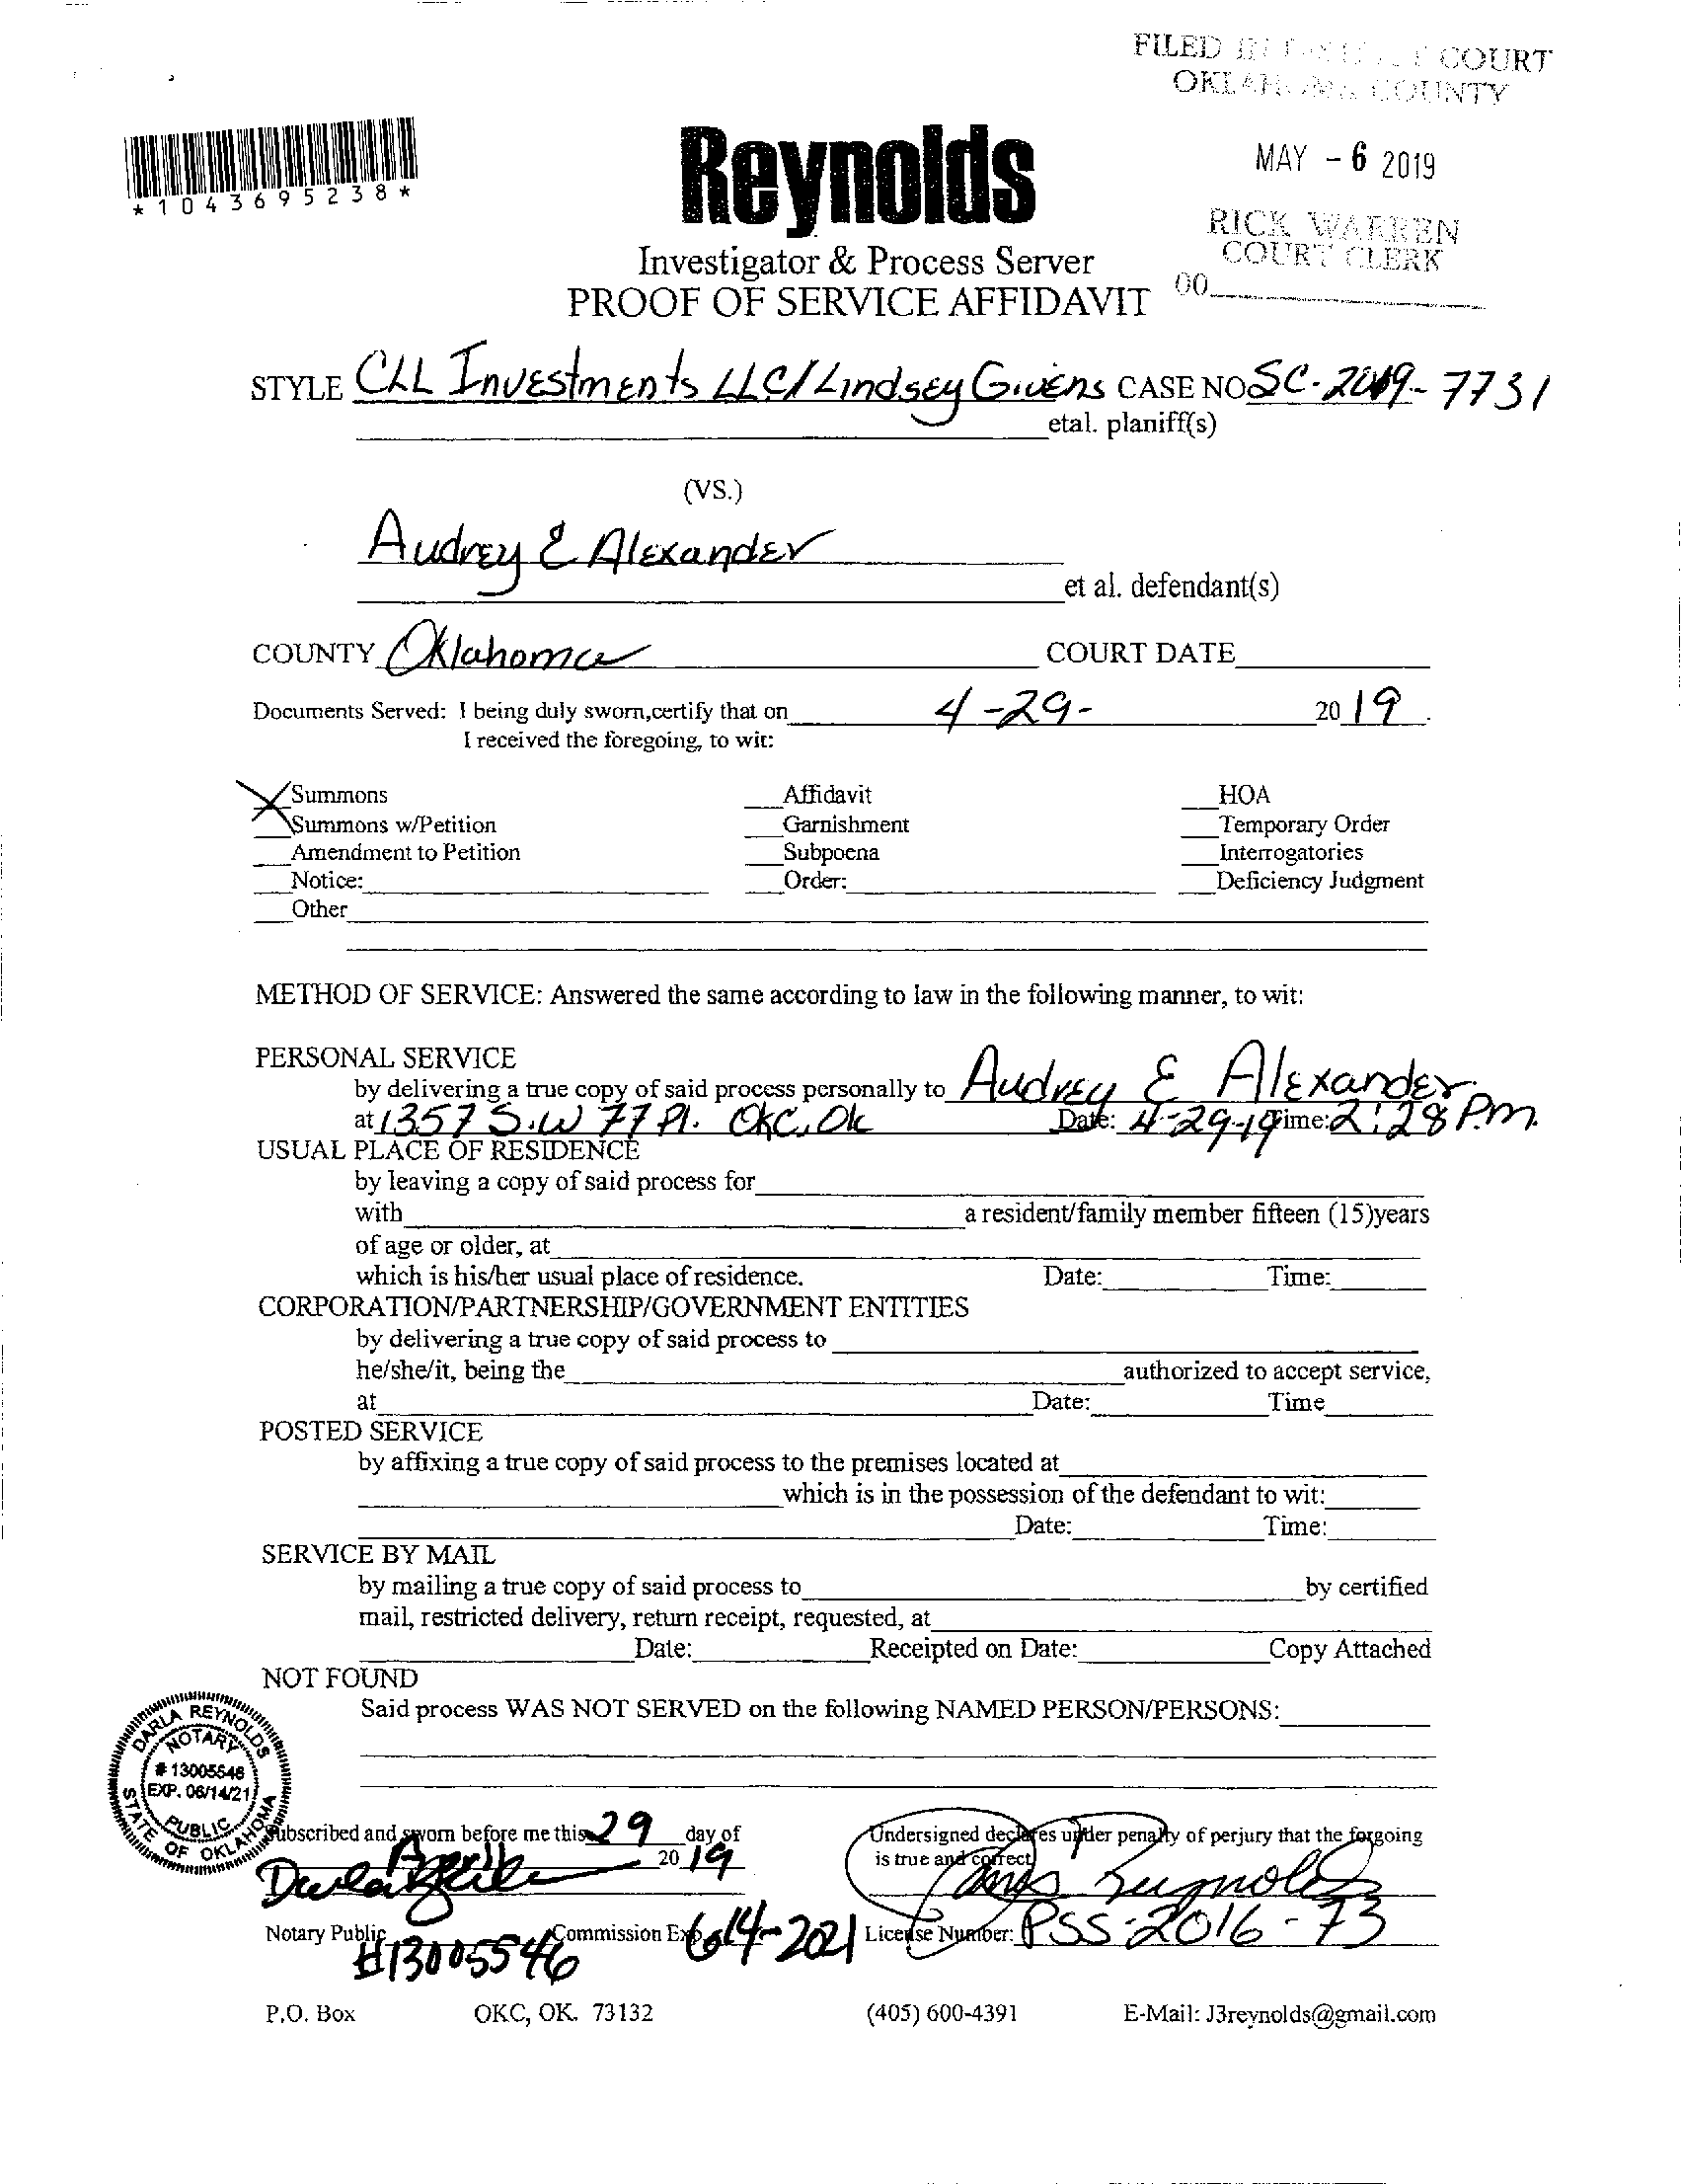 FILED IN DISTRICT COURT
OKLAHOMA COUNTY
MAY - 6 2019
RICK WARREN
COURT CLERK
00
*1043695238*
Reynolds
Investigator & Process Server
PROOF OF SERVICE AFFIDAVIT
STYLE CLL Investments LLC/Lindsey Givens CASE NO SC-2019-7731
etal. planiff(s)
(VS.)
Audrey E Alexander
et al. defendant(s)
COUNTY Oklahoma COURT DATE
Documents Served: I being duly sworn,certify that on 4-29- 20 19.
I received the foregoing, to wit:
X Summons Affidavit HOA
Summons w/Petition Garnishment Temporary Order
Amendment to Petition Subpoena Interrogatories
Notice: Order: Deficiency Judgment
Other
METHOD OF SERVICE: Answered the same according to law in the following manner, to wit:
PERSONAL SERVICE
by delivering a true copy of said process personally to Audrey E Alexander
at 1357 S.W 77 Pl. OKC, Ok Date: 4-29-19 Time: 2:28 P.m.
USUAL PLACE OF RESIDENCE
by leaving a copy of said process for
with a resident/family member fifteen (15)years
of age or older, at
which is his/her usual place of residence. Date: Time:
CORPORATION/PARTNERSHIP/GOVERNMENT ENTITIES
by delivering a true copy of said process to
he/she/it, being the authorized to accept service,
at Date: Time
POSTED SERVICE
by affixing a true copy of said process to the premises located at
which is in the possession of the defendant to wit:
Date: Time:
SERVICE BY MAIL
by mailing a true copy of said process to by certified
mail, restricted delivery, return receipt, requested, at
Date: Receipted on Date: Copy Attached
NOT FOUND
Said process WAS NOT SERVED on the following NAMED PERSON/PERSONS:
DARLA REYNOLDS
NOTARY
# 13005546
EXP. 06/14/21
PUBLIC
STATE OF OKLAHOMA
Subscribed and sworn before me this 29 day of
April 20 19
Undersigned declares under penalty of perjury that the forgoing
is true and correct
James Reynolds
Notary Public Commission Exp 6-14-2021 License Number: PSS-2016-73
#13005546
P.O. Box OKC, OK. 73132 (405) 600-4391 E-Mail: J3reynolds@gmail.com